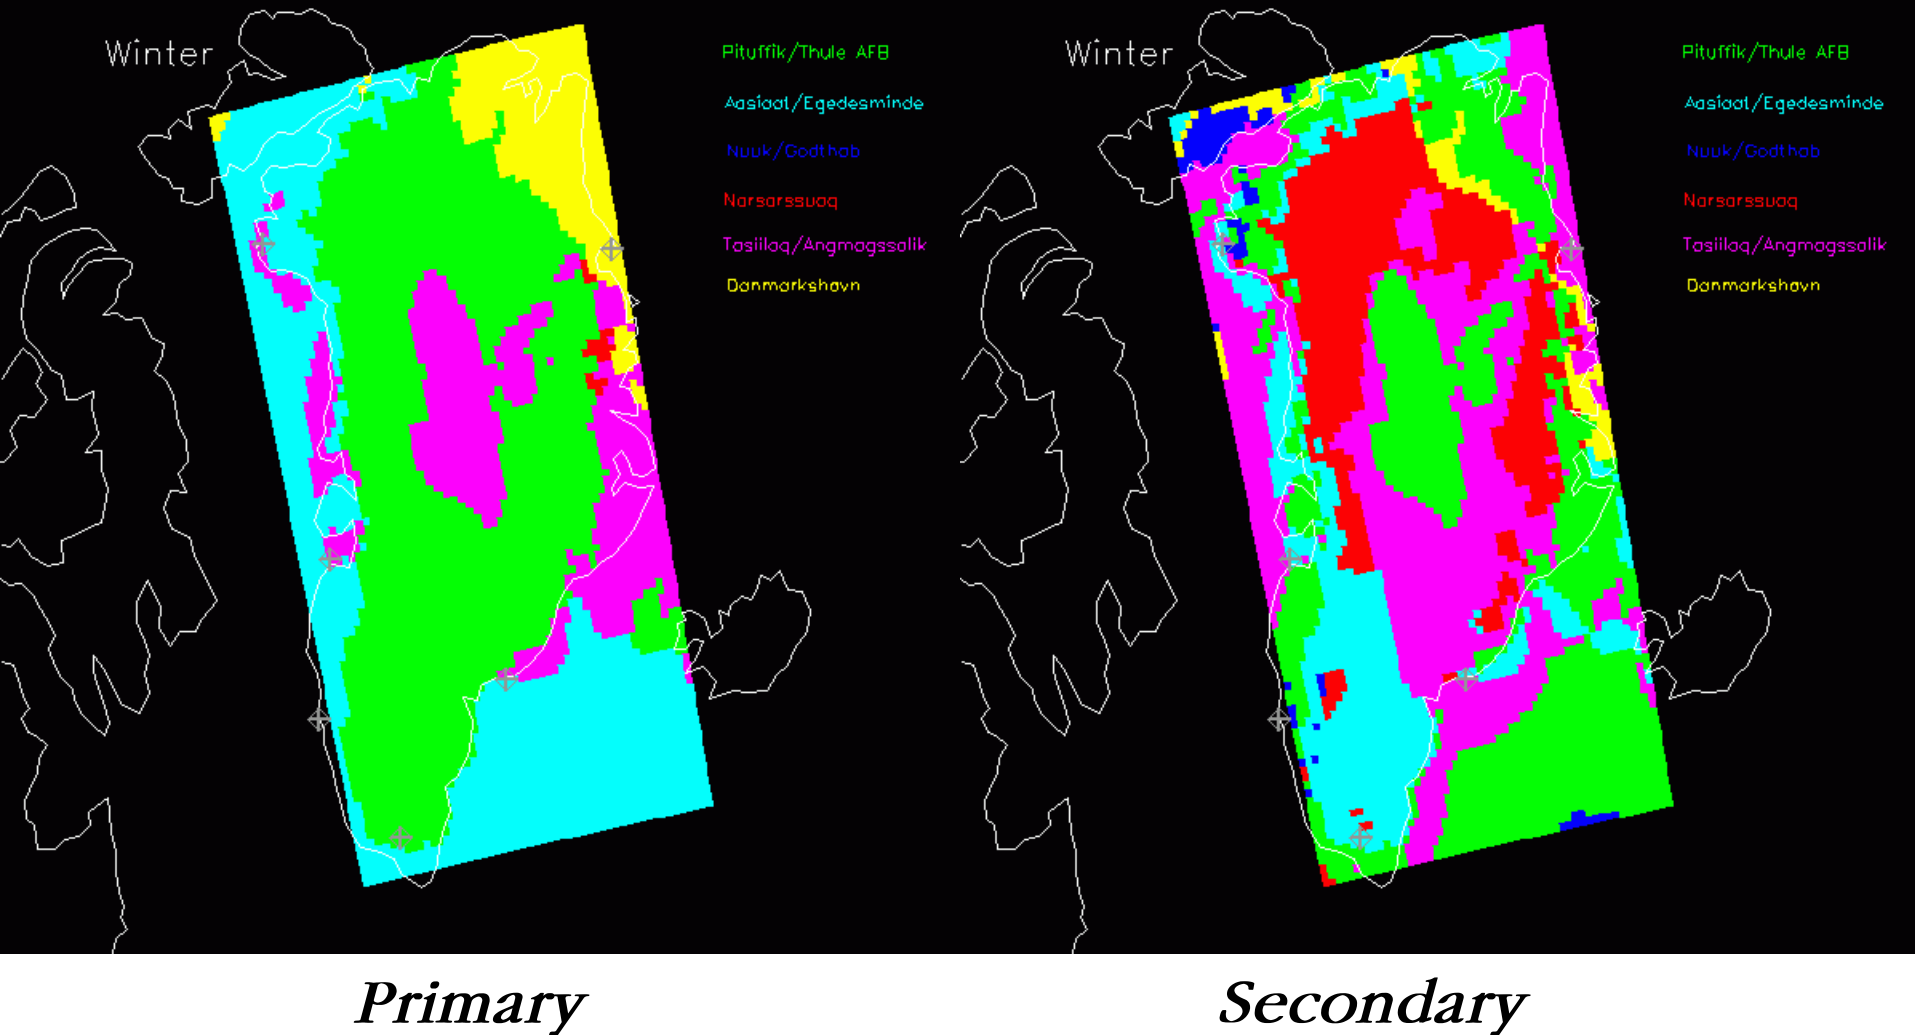 Winter
Pituffik/Thule AFB
Aasiaat/Egedesminde
Nuuk/Godthab
Narsarssuaq
Tasiilaq/Angmagssalik
Danmarkshavn
Winter
Pituffik/Thule AFB
Aasiaat/Egedesminde
Nuuk/Godthab
Narsarssuaq
Tasiilaq/Angmagssalik
Danmarkshavn
Primary
Secondary